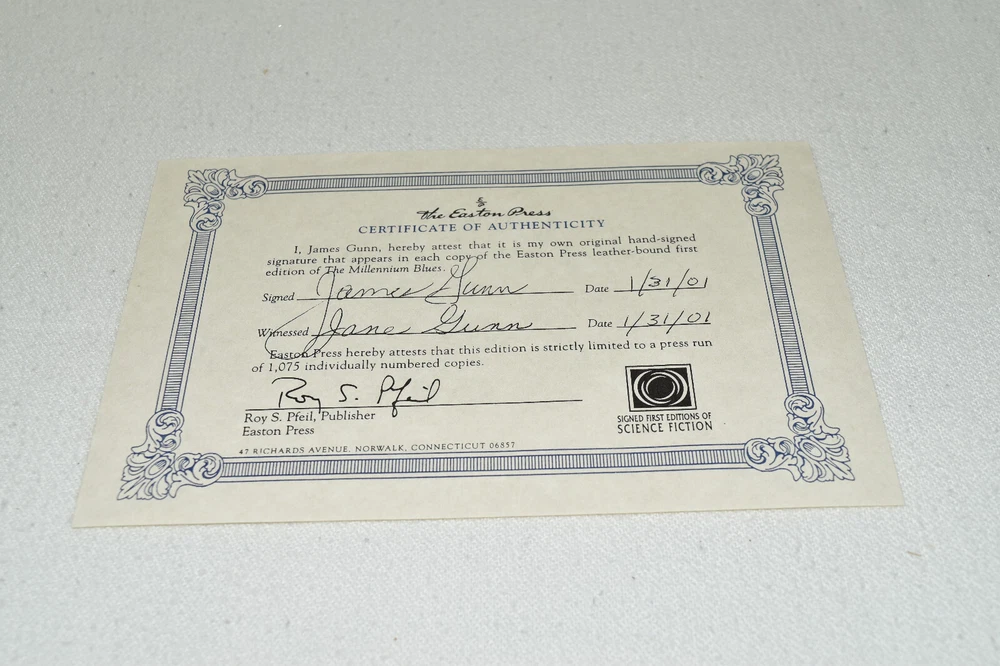 The Easton Press
CERTIFICATE OF AUTHENTICITY
I, James Gunn, hereby attest that it is my own original hand-signed
signature that appears in each copy of the Easton Press leather-bound first
edition of The Millennium Blues.
Signed James Gunn Date 1/31/01
Witnessed Jane Gunn Date 1/31/01
Easton Press hereby attests that this edition is strictly limited to a press run
of 1,075 individually numbered copies.
Roy S. Pfeil
Roy S. Pfeil, Publisher
Easton Press
47 RICHARDS AVENUE, NORWALK, CONNECTICUT 06857
SIGNED FIRST EDITIONS OF
SCIENCE FICTION